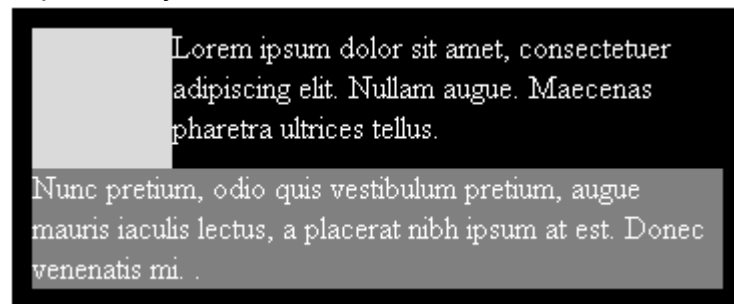 Lorem ipsum dolor sit amet, consectetuer
adipiscing elit. Nullam augue. Maecenas
pharetra ultrices tellus.
Nunc pretium, odio quis vestibulum pretium, augue
mauris iaculis lectus, a placerat nibh ipsum at est. Donec
venenatis mi. .